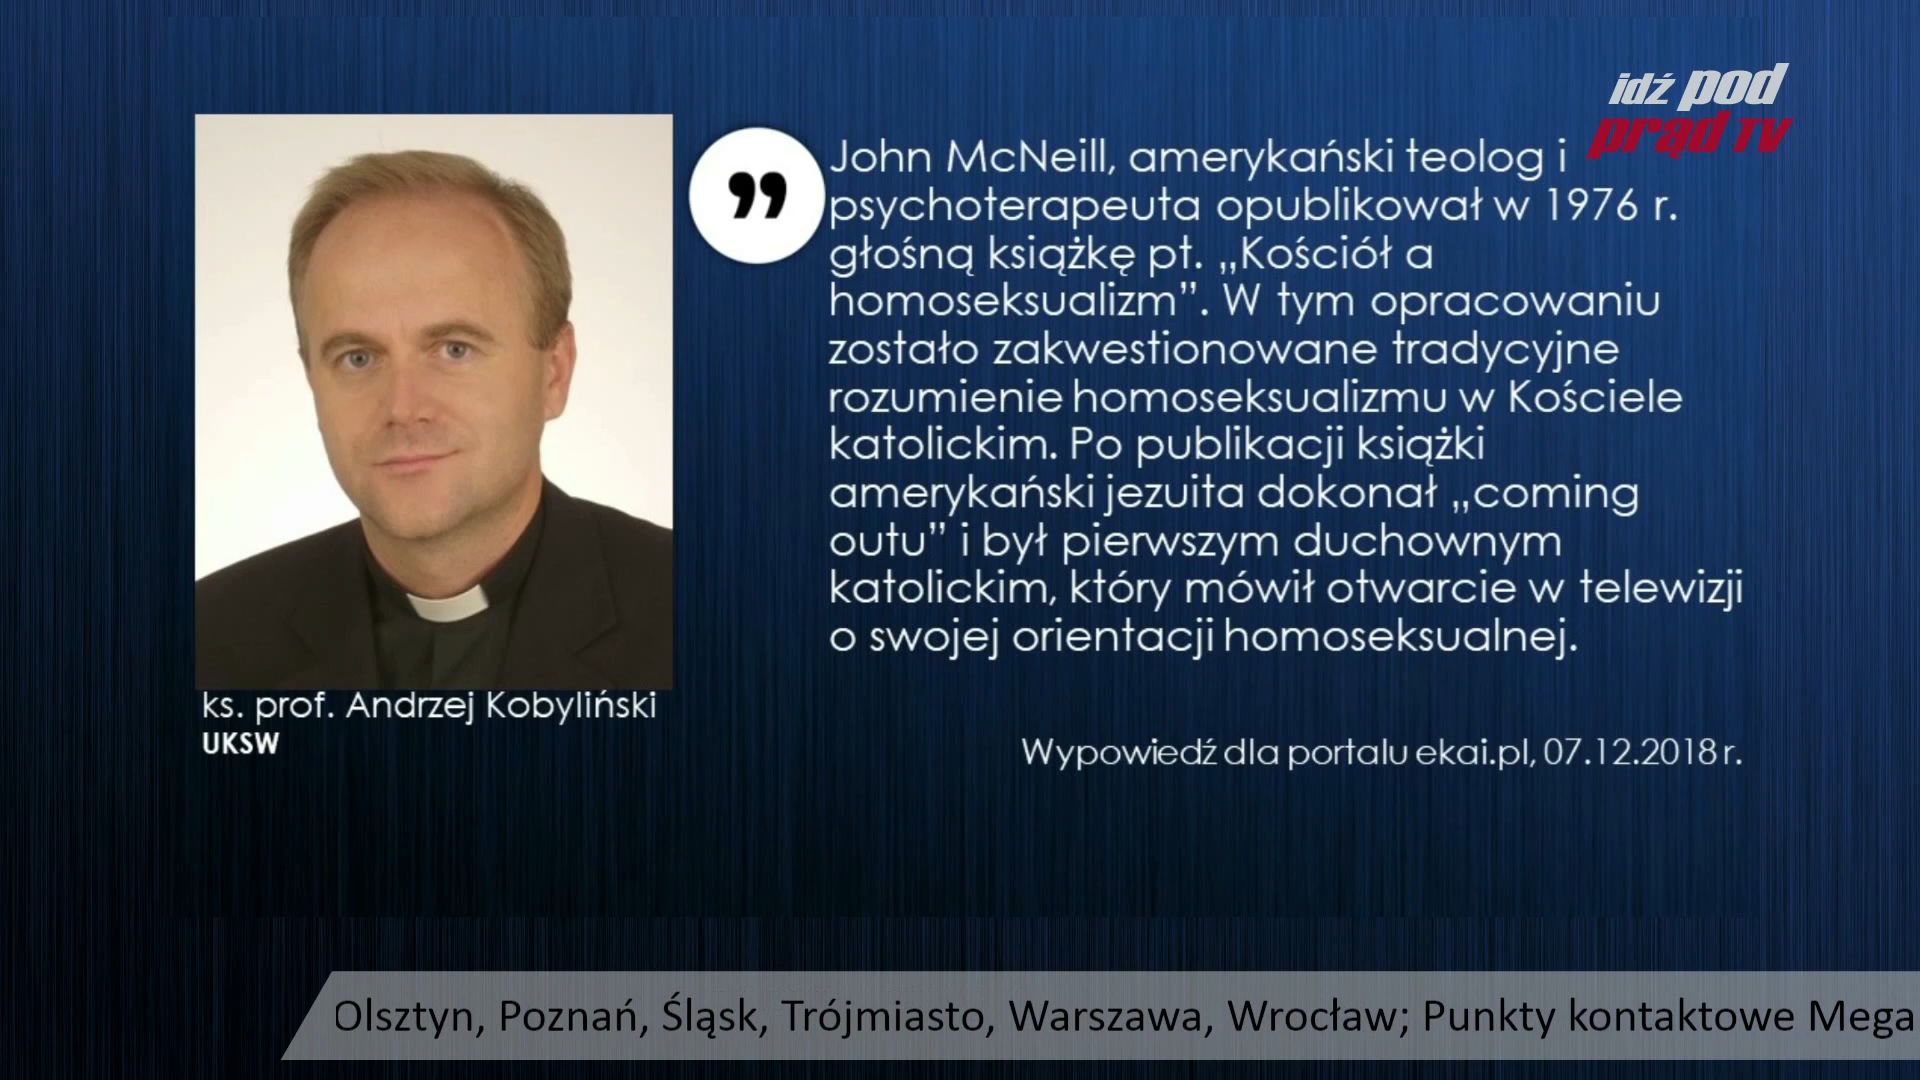 idź pod
prąd TV
”
John McNeill, amerykański teolog i
psychoterapeuta opublikował w 1976 r.
głośną książkę pt. „Kościół a
homoseksualizm”. W tym opracowaniu
zostało zakwestionowane tradycyjne
rozumienie homoseksualizmu w Kościele
katolickim. Po publikacji książki
amerykański jezuita dokonał „coming
outu” i był pierwszym duchownym
katolickim, który mówił otwarcie w telewizji
o swojej orientacji homoseksualnej.
ks. prof. Andrzej Kobyliński
UKSW
Wypowiedź dla portalu ekai.pl, 07.12.2018 r.
Olsztyn, Poznań, Śląsk, Trójmiasto, Warszawa, Wrocław; Punkty kontaktowe Mega